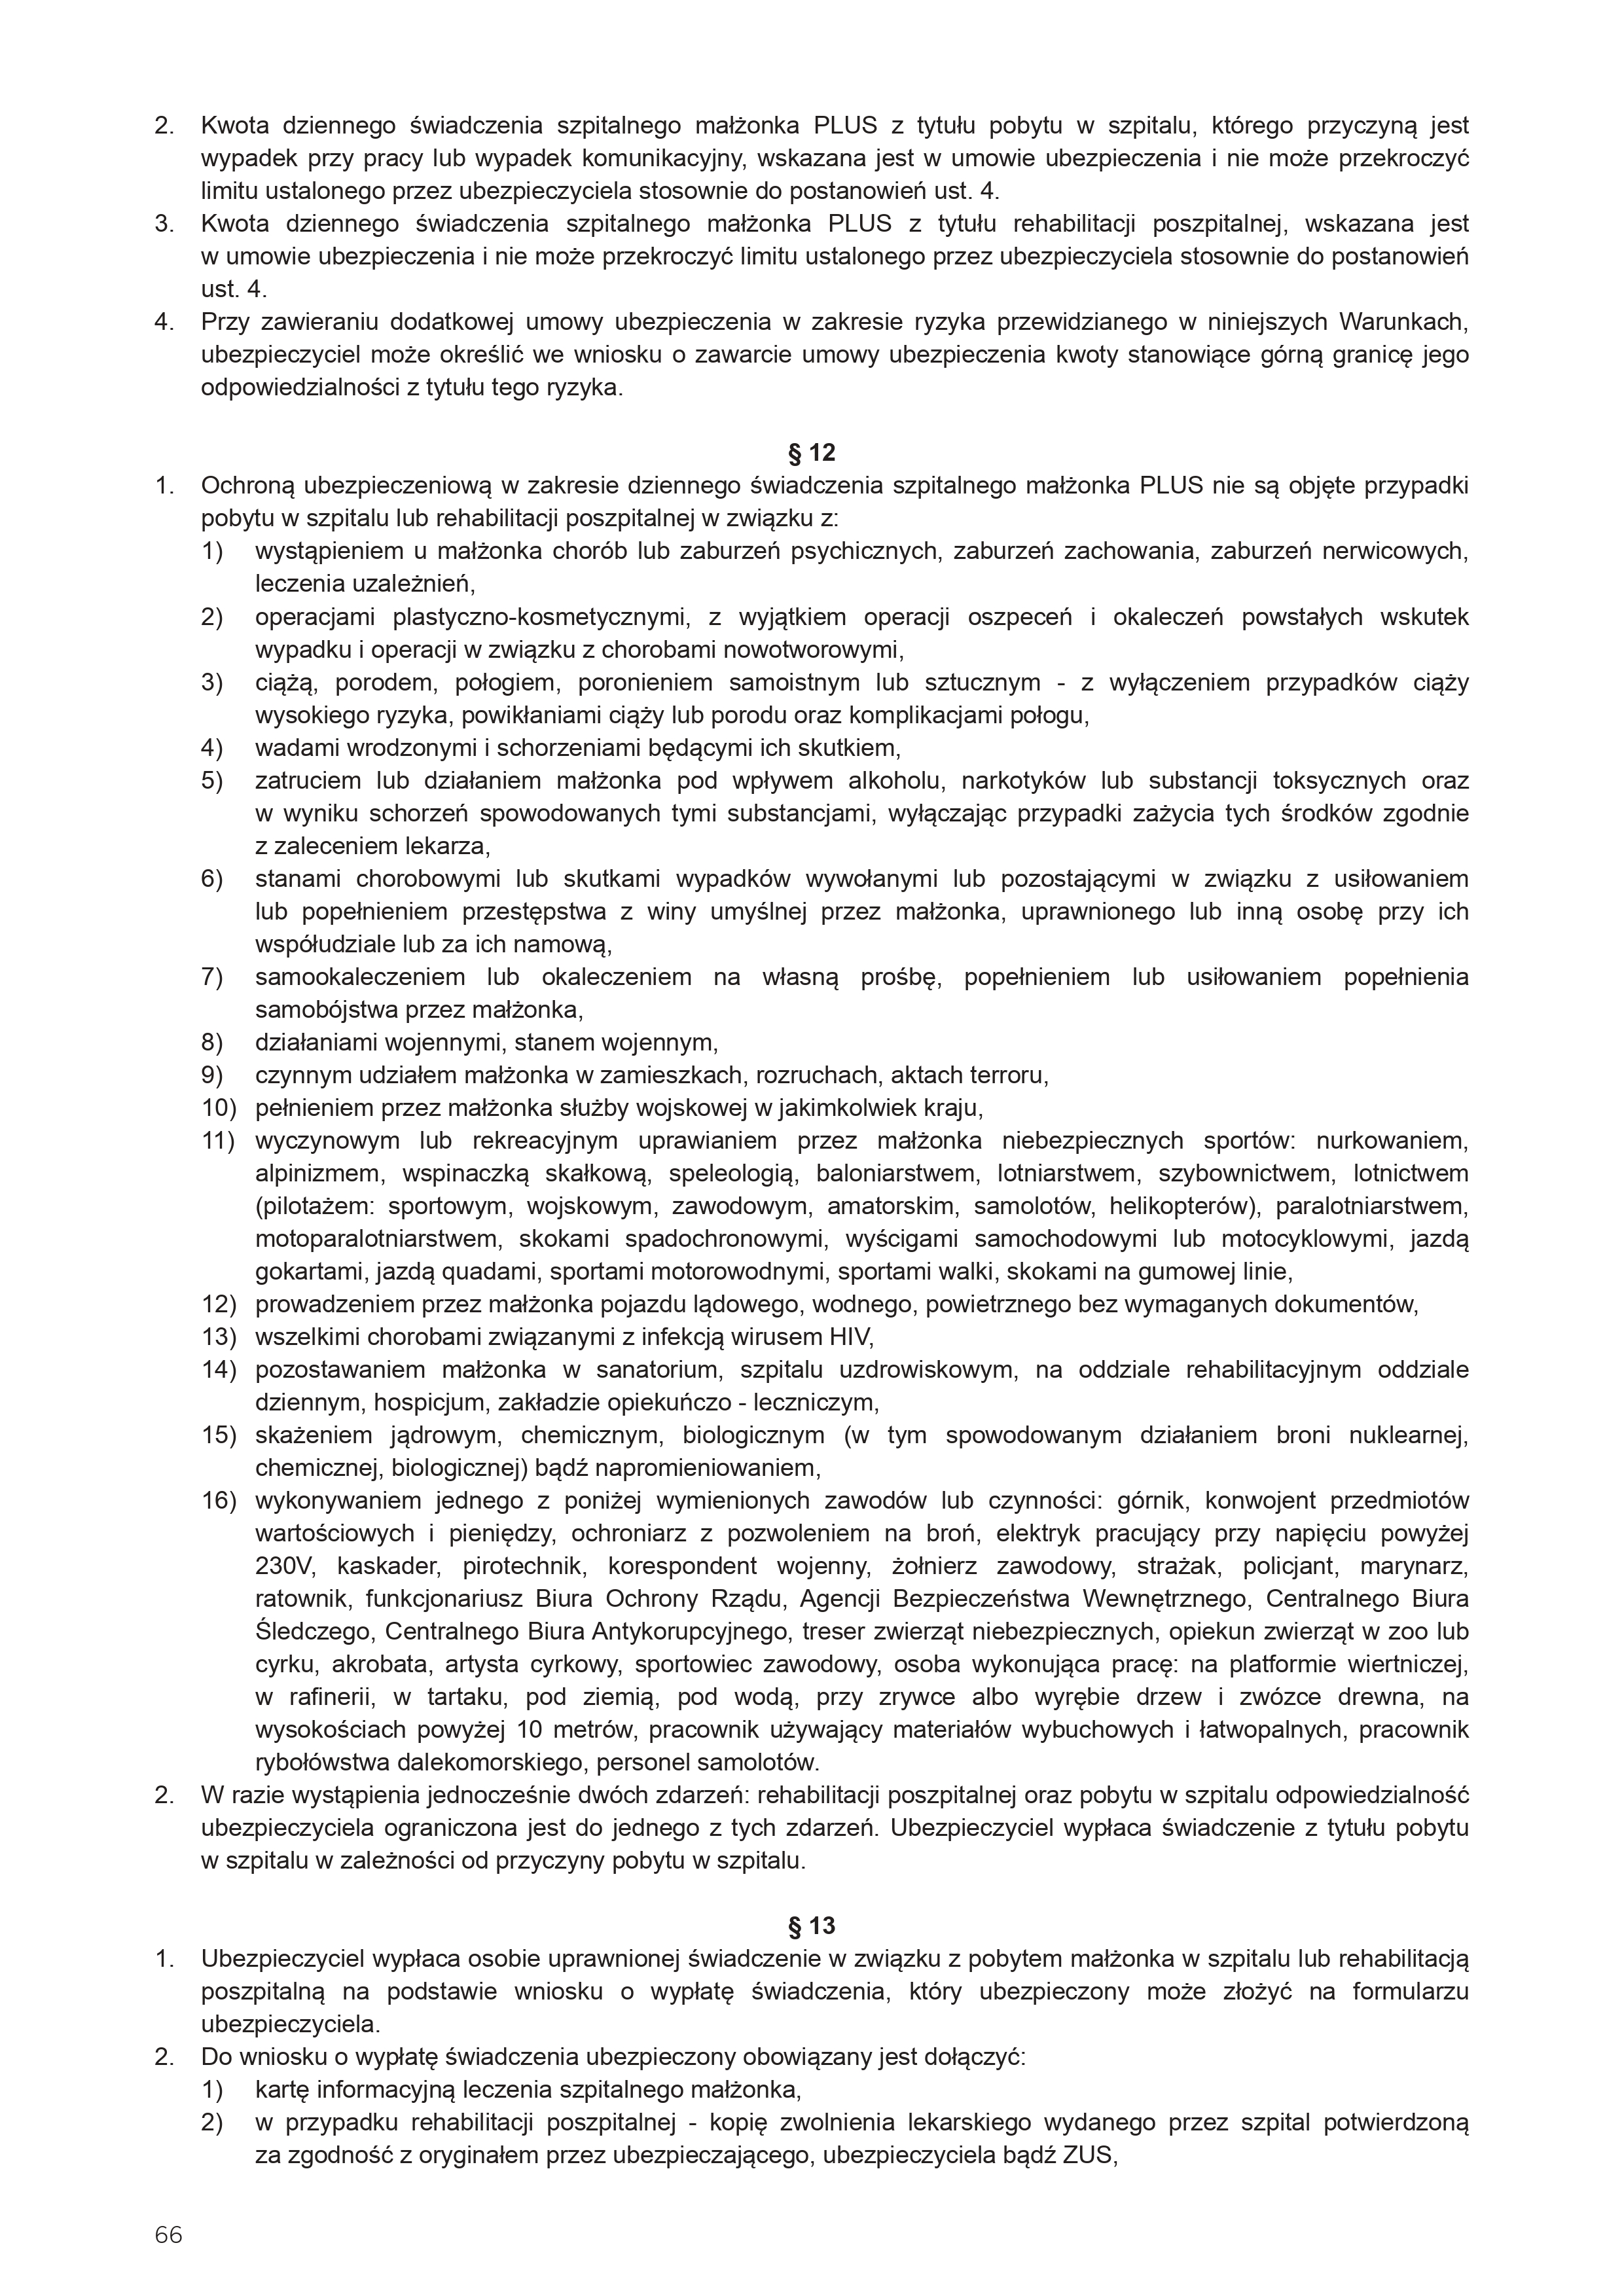 2. Kwota dziennego świadczenia szpitalnego małżonka PLUS z tytułu pobytu w szpitalu, którego przyczyną jest
wypadek przy pracy lub wypadek komunikacyjny, wskazana jest w umowie ubezpieczenia i nie może przekroczyć
limitu ustalonego przez ubezpieczyciela stosownie do postanowień ust. 4.
3. Kwota dziennego świadczenia szpitalnego małżonka PLUS z tytułu rehabilitacji poszpitalnej, wskazana jest
w umowie ubezpieczenia i nie może przekroczyć limitu ustalonego przez ubezpieczyciela stosownie do postanowień
ust. 4.
4. Przy zawieraniu dodatkowej umowy ubezpieczenia w zakresie ryzyka przewidzianego w niniejszych Warunkach,
ubezpieczyciel może określić we wniosku o zawarcie umowy ubezpieczenia kwoty stanowiące górną granicę jego
odpowiedzialności z tytułu tego ryzyka.
§ 12
1. Ochroną ubezpieczeniową w zakresie dziennego świadczenia szpitalnego małżonka PLUS nie są objęte przypadki
pobytu w szpitalu lub rehabilitacji poszpitalnej w związku z:
1) wystąpieniem u małżonka chorób lub zaburzeń psychicznych, zaburzeń zachowania, zaburzeń nerwicowych,
leczenia uzależnień,
2) operacjami plastyczno-kosmetycznymi, z wyjątkiem operacji oszpeceń i okaleczeń powstałych wskutek
wypadku i operacji w związku z chorobami nowotworowymi,
3) ciążą, porodem, połogiem, poronieniem samoistnym lub sztucznym - z wyłączeniem przypadków ciąży
wysokiego ryzyka, powikłaniami ciąży lub porodu oraz komplikacjami połogu,
4) wadami wrodzonymi i schorzeniami będącymi ich skutkiem,
5) zatruciem lub działaniem małżonka pod wpływem alkoholu, narkotyków lub substancji toksycznych oraz
w wyniku schorzeń spowodowanych tymi substancjami, wyłączając przypadki zażycia tych środków zgodnie
z zaleceniem lekarza,
6) stanami chorobowymi lub skutkami wypadków wywołanymi lub pozostającymi w związku z usiłowaniem
lub popełnieniem przestępstwa z winy umyślnej przez małżonka, uprawnionego lub inną osobę przy ich
współudziale lub za ich namową,
7) samookaleczeniem lub okaleczeniem na własną prośbę, popełnieniem lub usiłowaniem popełnienia
samobójstwa przez małżonka,
8) działaniami wojennymi, stanem wojennym,
9) czynnym udziałem małżonka w zamieszkach, rozruchach, aktach terroru,
10) pełnieniem przez małżonka służby wojskowej w jakimkolwiek kraju,
11) wyczynowym lub rekreacyjnym uprawianiem przez małżonka niebezpiecznych sportów: nurkowaniem,
alpinizmem, wspinaczką skałkową, speleologią, baloniarstwem, lotniarstwem, szybownictwem, lotnictwem
(pilotażem: sportowym, wojskowym, zawodowym, amatorskim, samolotów, helikopterów), paralotniarstwem,
motoparalotniarstwem, skokami spadochronowymi, wyścigami samochodowymi lub motocyklowymi, jazdą
gokartami, jazdą quadami, sportami motorowodnymi, sportami walki, skokami na gumowej linie,
12) prowadzeniem przez małżonka pojazdu lądowego, wodnego, powietrznego bez wymaganych dokumentów,
13) wszelkimi chorobami związanymi z infekcją wirusem HIV,
14) pozostawaniem małżonka w sanatorium, szpitalu uzdrowiskowym, na oddziale rehabilitacyjnym oddziale
dziennym, hospicjum, zakładzie opiekuńczo - leczniczym,
15) skażeniem jądrowym, chemicznym, biologicznym (w tym spowodowanym działaniem broni nuklearnej,
chemicznej, biologicznej) bądź napromieniowaniem,
16) wykonywaniem jednego z poniżej wymienionych zawodów lub czynności: górnik, konwojent przedmiotów
wartościowych i pieniędzy, ochroniarz z pozwoleniem na broń, elektryk pracujący przy napięciu powyżej
230V, kaskader, pirotechnik, korespondent wojenny, żołnierz zawodowy, strażak, policjant, marynarz,
ratownik, funkcjonariusz Biura Ochrony Rządu, Agencji Bezpieczeństwa Wewnętrznego, Centralnego Biura
Śledczego, Centralnego Biura Antykorupcyjnego, treser zwierząt niebezpiecznych, opiekun zwierząt w zoo lub
cyrku, akrobata, artysta cyrkowy, sportowiec zawodowy, osoba wykonująca pracę: na platformie wiertniczej,
w rafinerii, w tartaku, pod ziemią, pod wodą, przy zrywce albo wyrębie drzew i zwózce drewna, na
wysokościach powyżej 10 metrów, pracownik używający materiałów wybuchowych i łatwopalnych, pracownik
rybołówstwa dalekomorskiego, personel samolotów.
2. W razie wystąpienia jednocześnie dwóch zdarzeń: rehabilitacji poszpitalnej oraz pobytu w szpitalu odpowiedzialność
ubezpieczyciela ograniczona jest do jednego z tych zdarzeń. Ubezpieczyciel wypłaca świadczenie z tytułu pobytu
w szpitalu w zależności od przyczyny pobytu w szpitalu.
§ 13
1. Ubezpieczyciel wypłaca osobie uprawnionej świadczenie w związku z pobytem małżonka w szpitalu lub rehabilitacją
poszpitalną na podstawie wniosku o wypłatę świadczenia, który ubezpieczony może złożyć na formularzu
ubezpieczyciela.
2. Do wniosku o wypłatę świadczenia ubezpieczony obowiązany jest dołączyć:
1) kartę informacyjną leczenia szpitalnego małżonka,
2) w przypadku rehabilitacji poszpitalnej - kopię zwolnienia lekarskiego wydanego przez szpital potwierdzoną
za zgodność z oryginałem przez ubezpieczającego, ubezpieczyciela bądź ZUS,
66